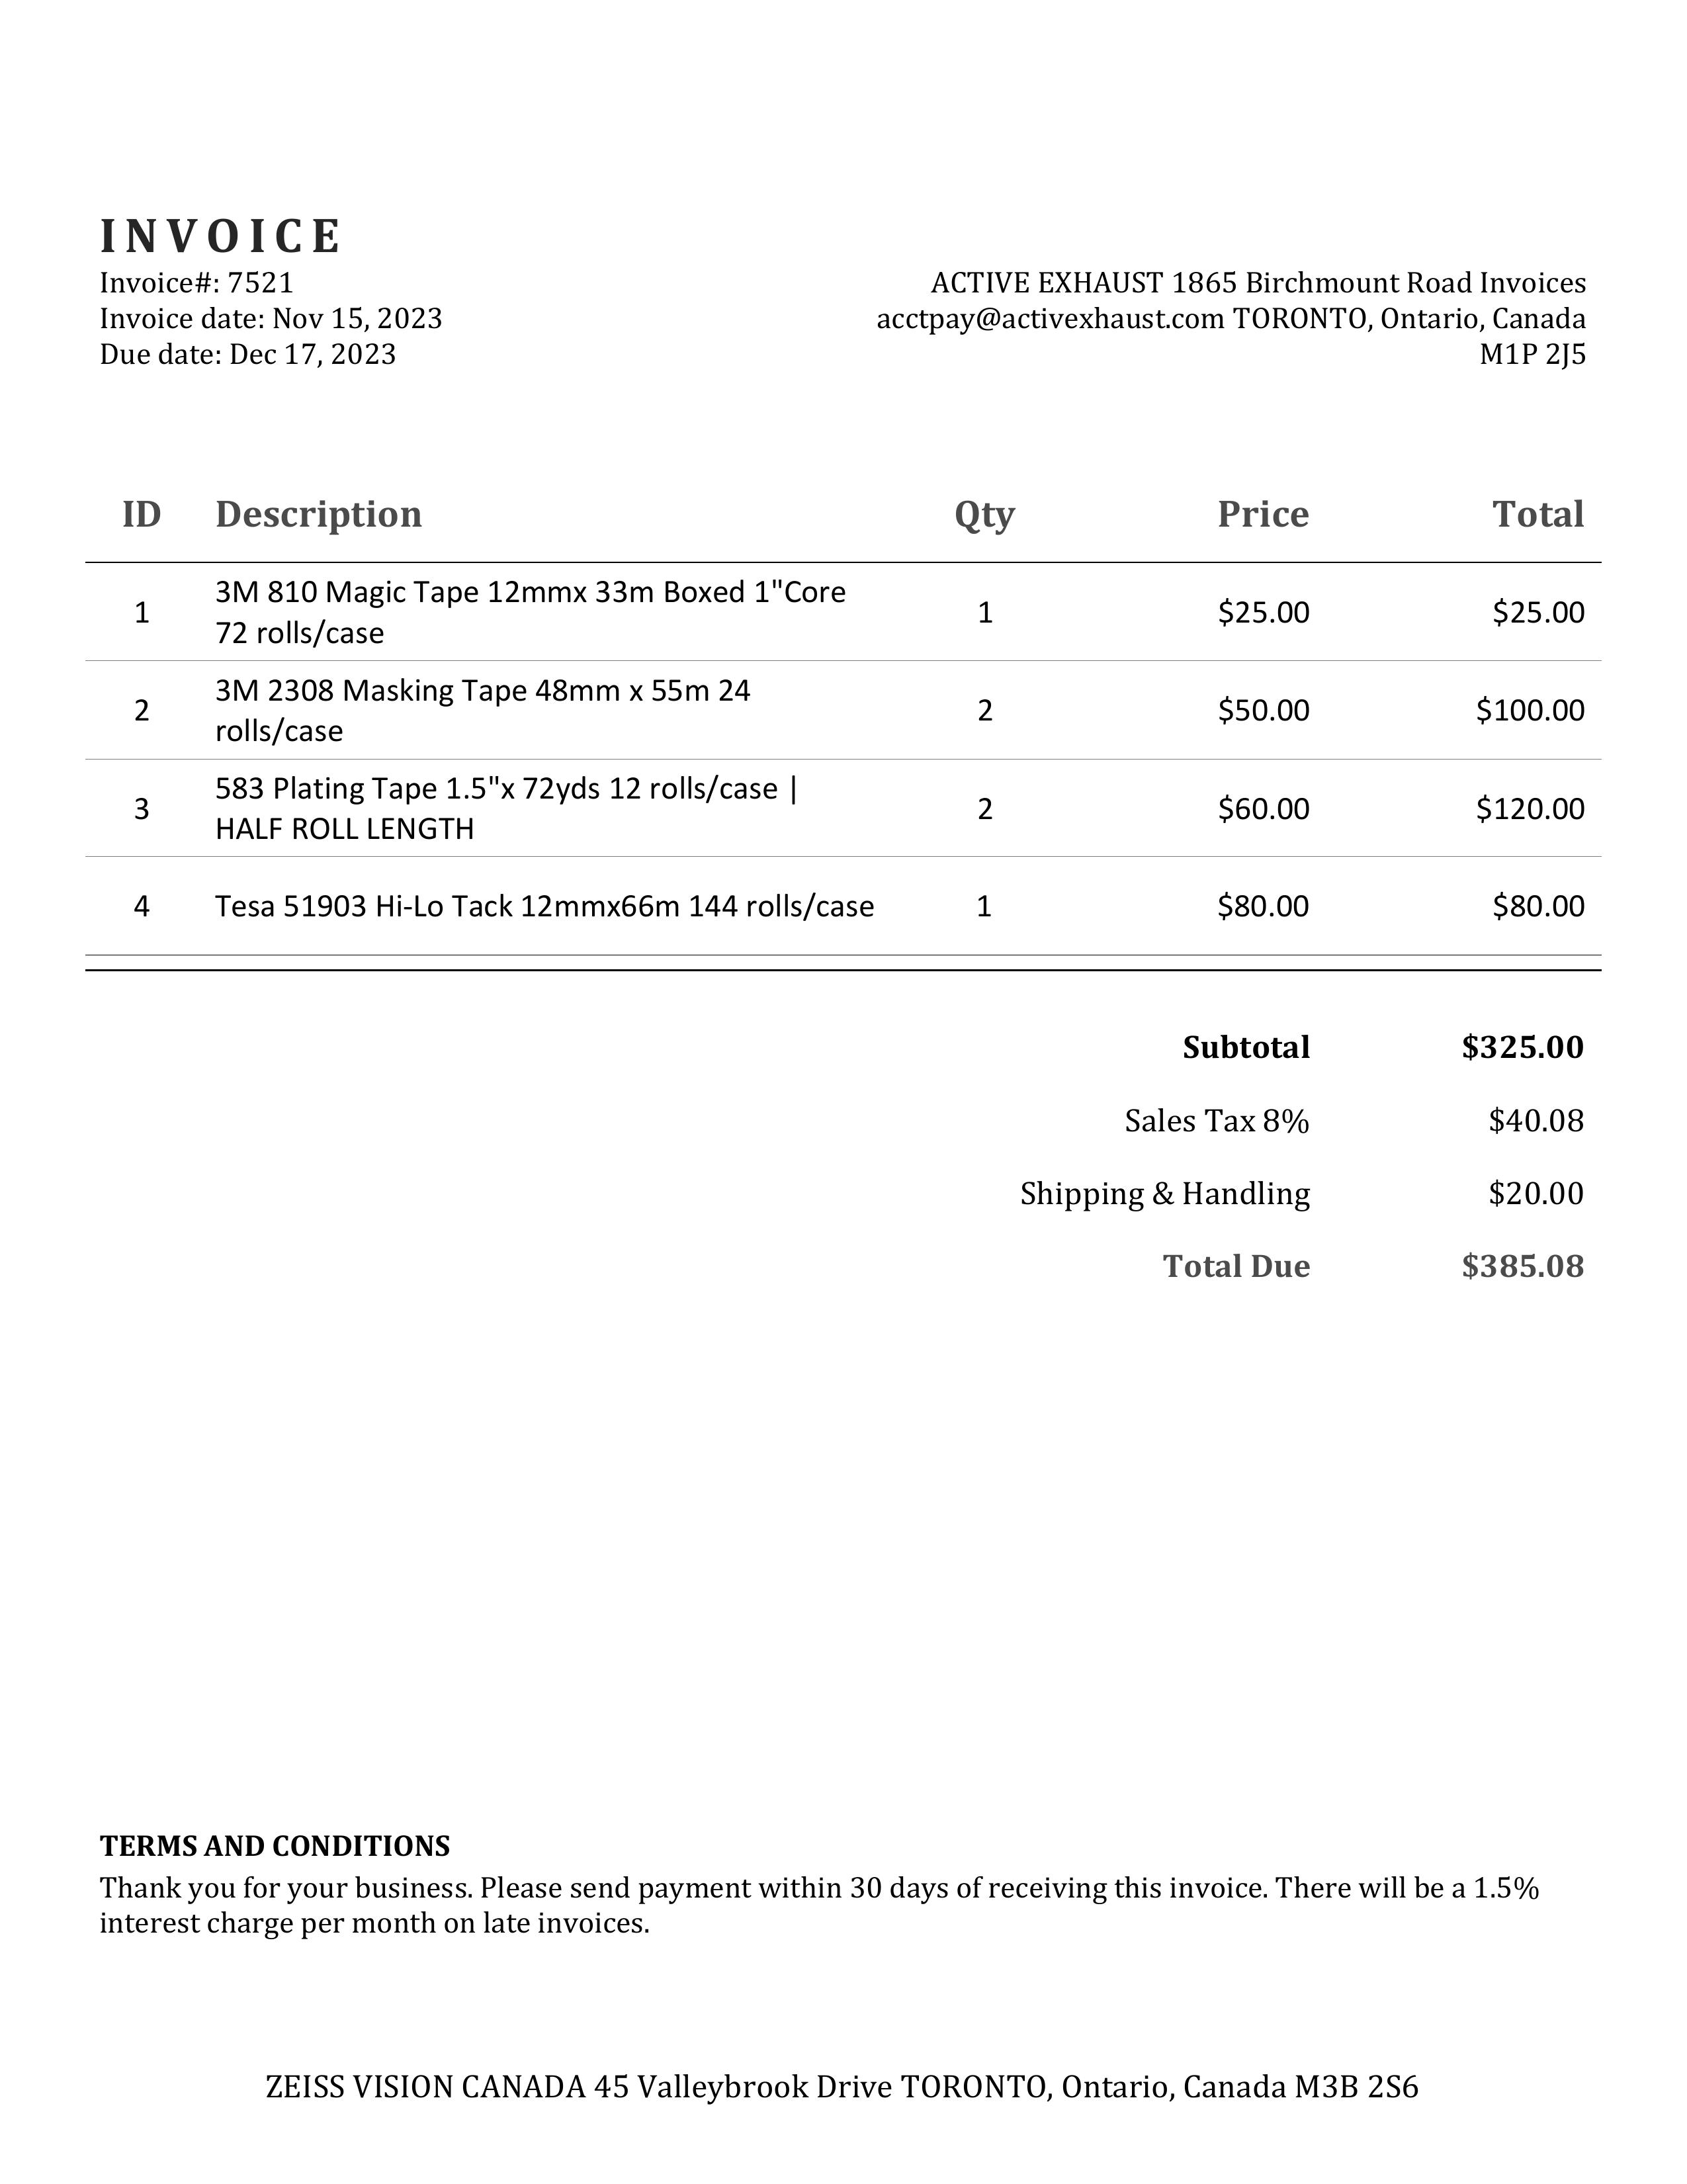 INVOICE
Invoice#: 7521
Invoice date: Nov 15, 2023
Due date: Dec 17, 2023
ACTIVE EXHAUST 1865 Birchmount Road Invoices
acctpay@activexhaust.com TORONTO, Ontario, Canada
M1P 2J5
ID Description Qty Price Total
1 3M 810 Magic Tape 12mmx 33m Boxed 1"Core 1 $25.00 $25.00
72 rolls/case
2 3M 2308 Masking Tape 48mm x 55m 24 2 $50.00 $100.00
rolls/case
3 583 Plating Tape 1.5"x 72yds 12 rolls/case | 2 $60.00 $120.00
HALF ROLL LENGTH
4 Tesa 51903 Hi-Lo Tack 12mmx66m 144 rolls/case 1 $80.00 $80.00
Subtotal $325.00
Sales Tax 8% $40.08
Shipping & Handling $20.00
Total Due $385.08
TERMS AND CONDITIONS
Thank you for your business. Please send payment within 30 days of receiving this invoice. There will be a 1.5%
interest charge per month on late invoices.
ZEISS VISION CANADA 45 Valleybrook Drive TORONTO, Ontario, Canada M3B 2S6